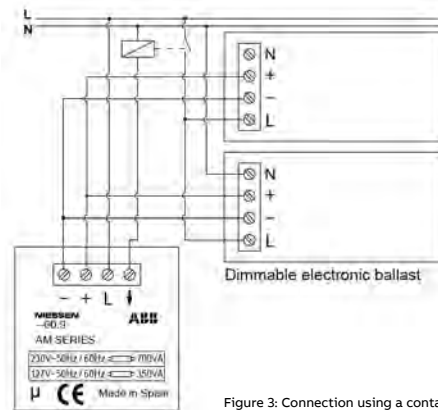 L
N
N
+
−
L
N
+
−
L
Dimmable electronic ballast
− + L
NIESSEN
ABB
AM SERIES
230V~50Hz / 60Hz 700VA
127V~50Hz / 60Hz 350VA
μ CE Made in Spain
Figure 3: Connection using a conta